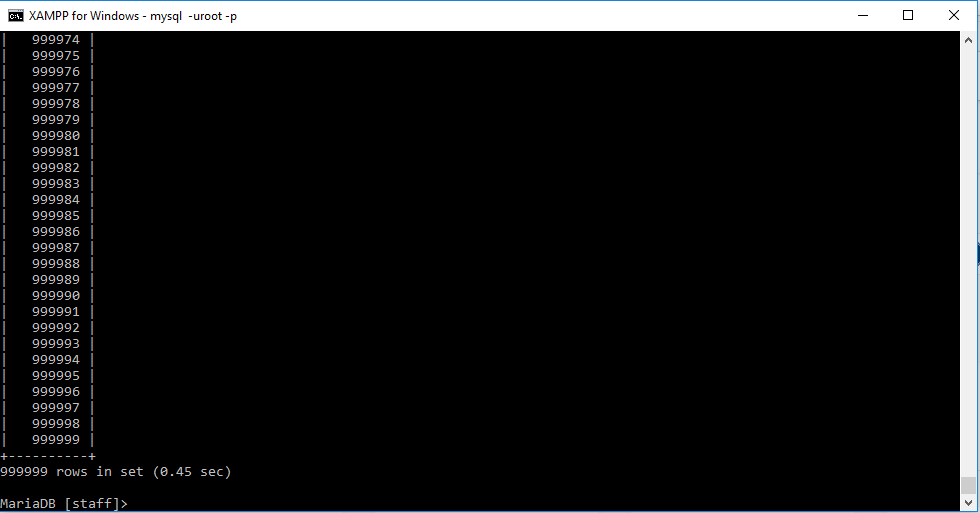 XAMPP for Windows - mysql  -uroot -p
|   999974 |
|   999975 |
|   999976 |
|   999977 |
|   999978 |
|   999979 |
|   999980 |
|   999981 |
|   999982 |
|   999983 |
|   999984 |
|   999985 |
|   999986 |
|   999987 |
|   999988 |
|   999989 |
|   999990 |
|   999991 |
|   999992 |
|   999993 |
|   999994 |
|   999995 |
|   999996 |
|   999997 |
|   999998 |
|   999999 |
+----------+
999999 rows in set (0.45 sec)
MariaDB [staff]>